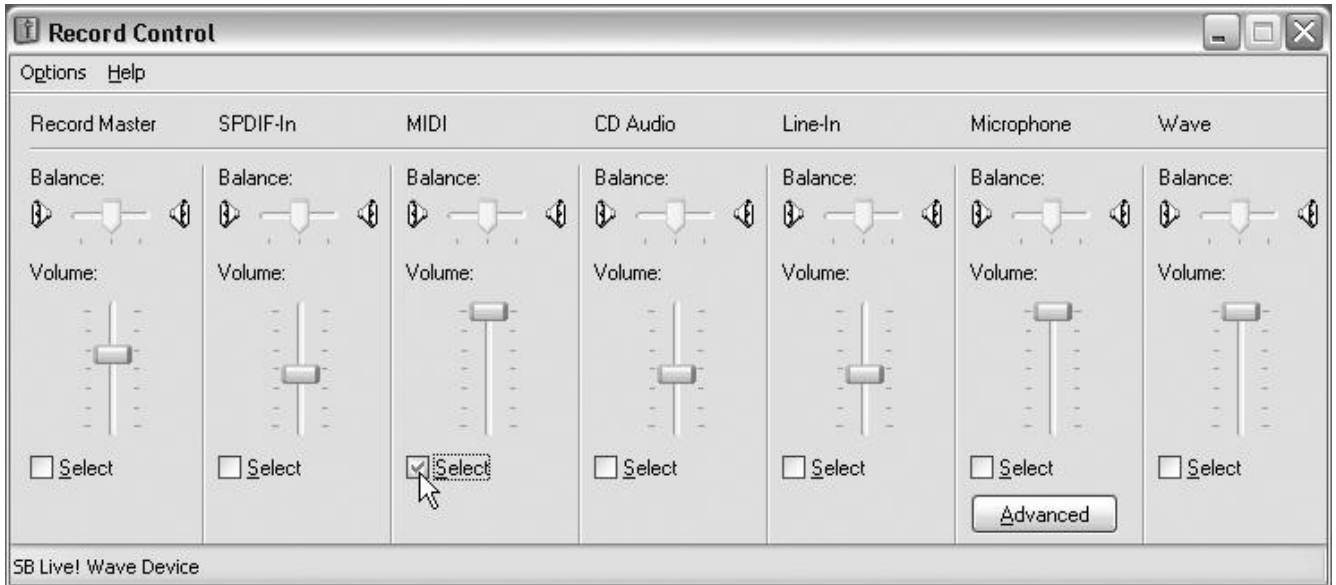 Record Control
Options Help
Record Master SPDIF-In MIDI CD Audio Line-In Microphone Wave
Balance: Balance: Balance: Balance: Balance: Balance: Balance:
Volume: Volume: Volume: Volume: Volume: Volume: Volume:
Select Select Select Select Select Select Select
Advanced
SB Live! Wave Device